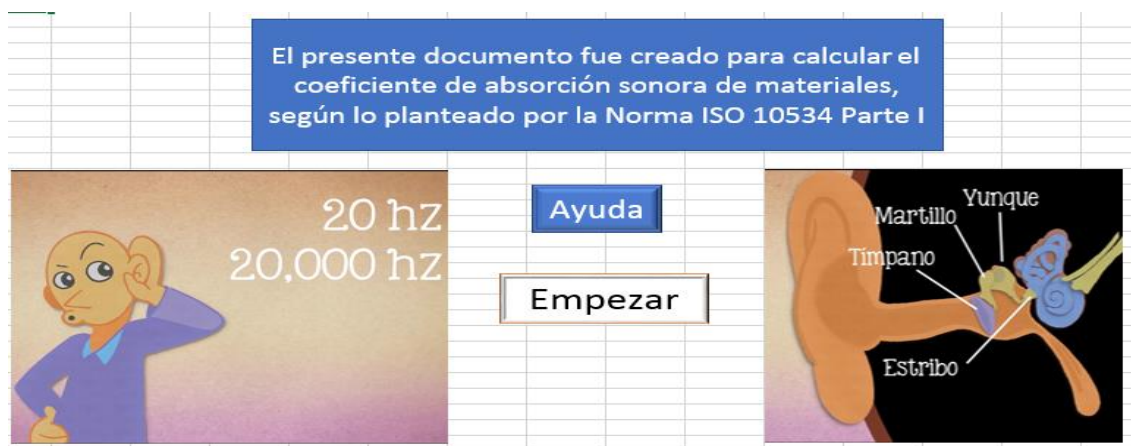 El presente documento fue creado para calcular el
coeficiente de absorción sonora de materiales,
según lo planteado por la Norma ISO 10534 Parte I
20 hz
20,000 hz
Ayuda
Empezar
Yunque
Martillo
Tímpano
Estribo